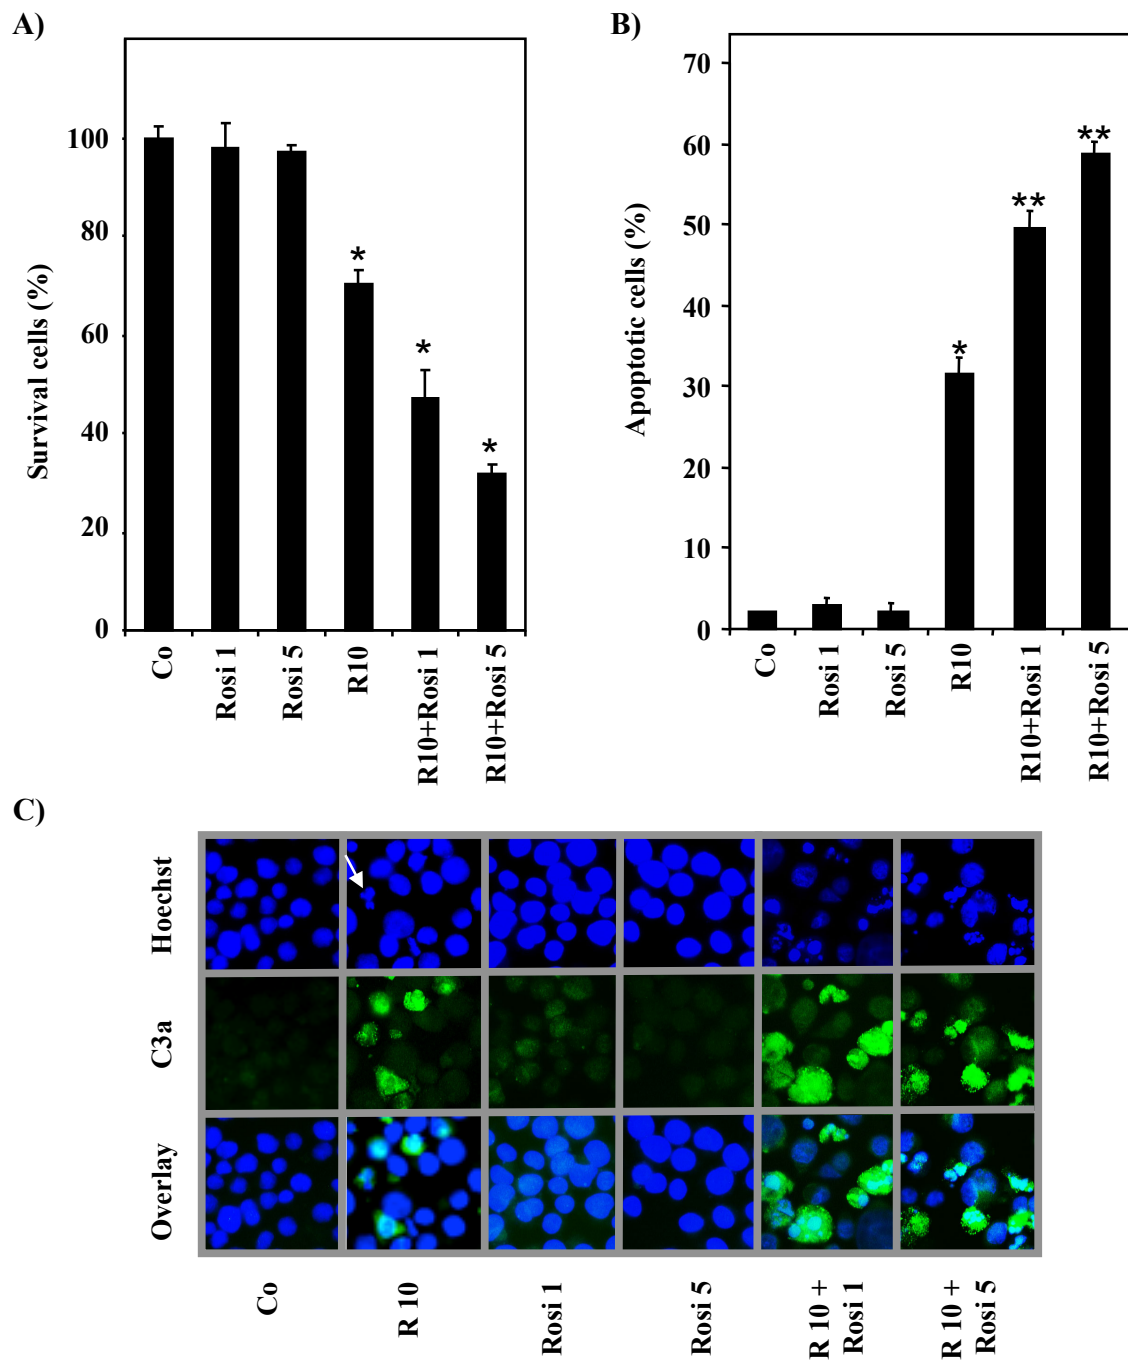 A)
Survival cells (%)
100
80
60
40
20
0
*
*
*
Co
Rosi 1
Rosi 5
R10
R10+Rosi 1
R10+Rosi 5
B)
Apoptotic cells (%)
70
60
50
40
30
20
10
0
*
**
**
Co
Rosi 1
Rosi 5
R10
R10+Rosi 1
R10+Rosi 5
C)
Hoechst
C3a
Overlay
Co
R 10
Rosi 1
Rosi 5
R 10 +
Rosi 1
R 10 +
Rosi 5